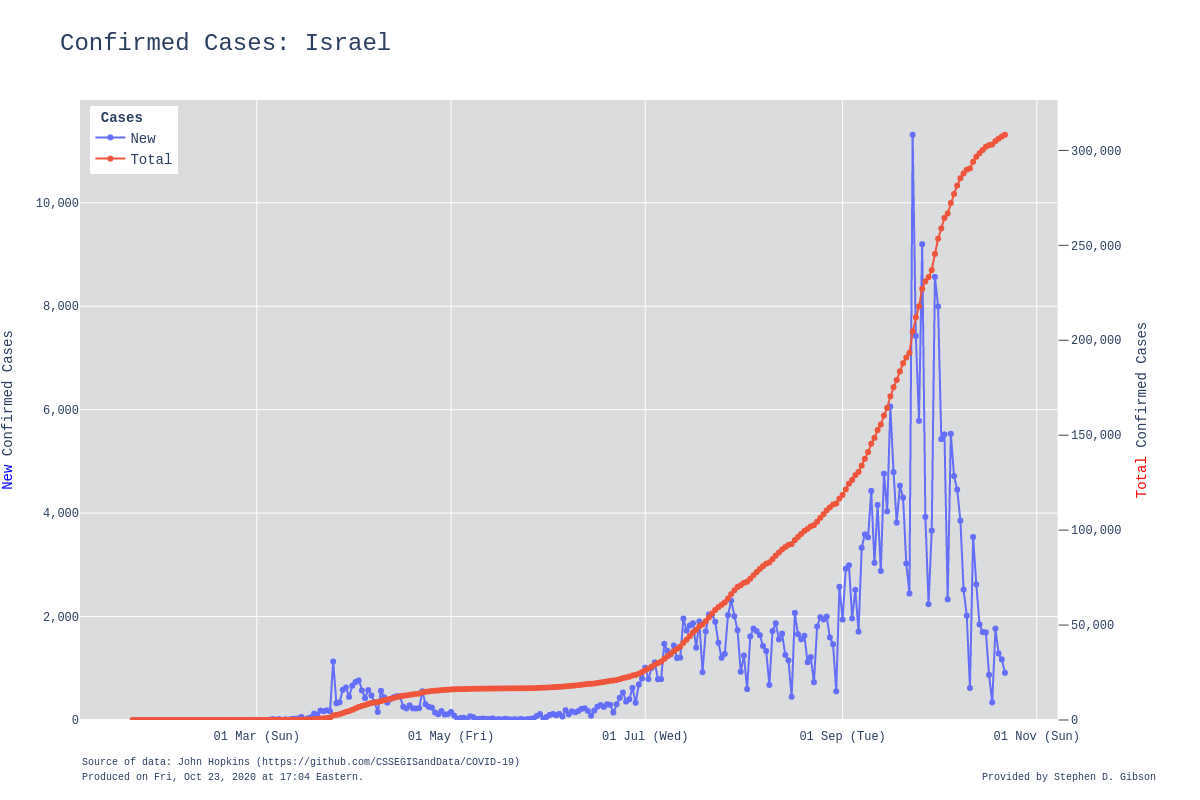 Confirmed Cases: Israel
Cases
New
Total
10,000
8,000
6,000
4,000
2,000
0
300,000
250,000
200,000
150,000
100,000
50,000
0
New Confirmed Cases
Total Confirmed Cases
01 Mar (Sun)
01 May (Fri)
01 Jul (Wed)
01 Sep (Tue)
01 Nov (Sun)
Source of data: John Hopkins (https://github.com/CSSEGISandData/COVID-19)
Produced on Fri, Oct 23, 2020 at 17:04 Eastern.
Provided by Stephen D. Gibson